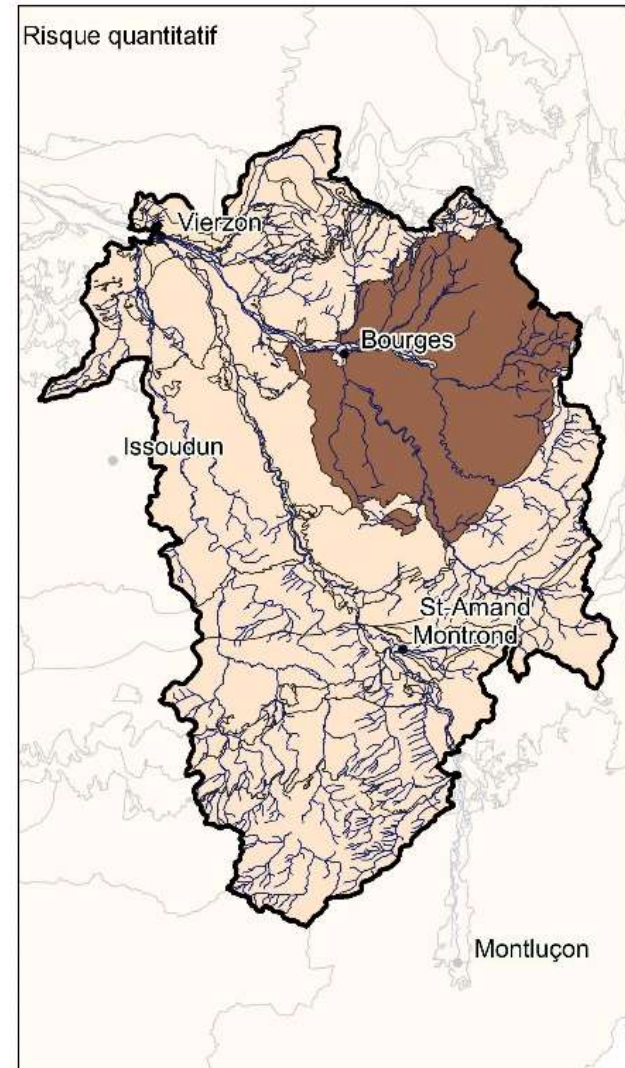 Risque quantitatif
Vierzon
Bourges
Issoudun
St-Amand
Montrond
Montluçon